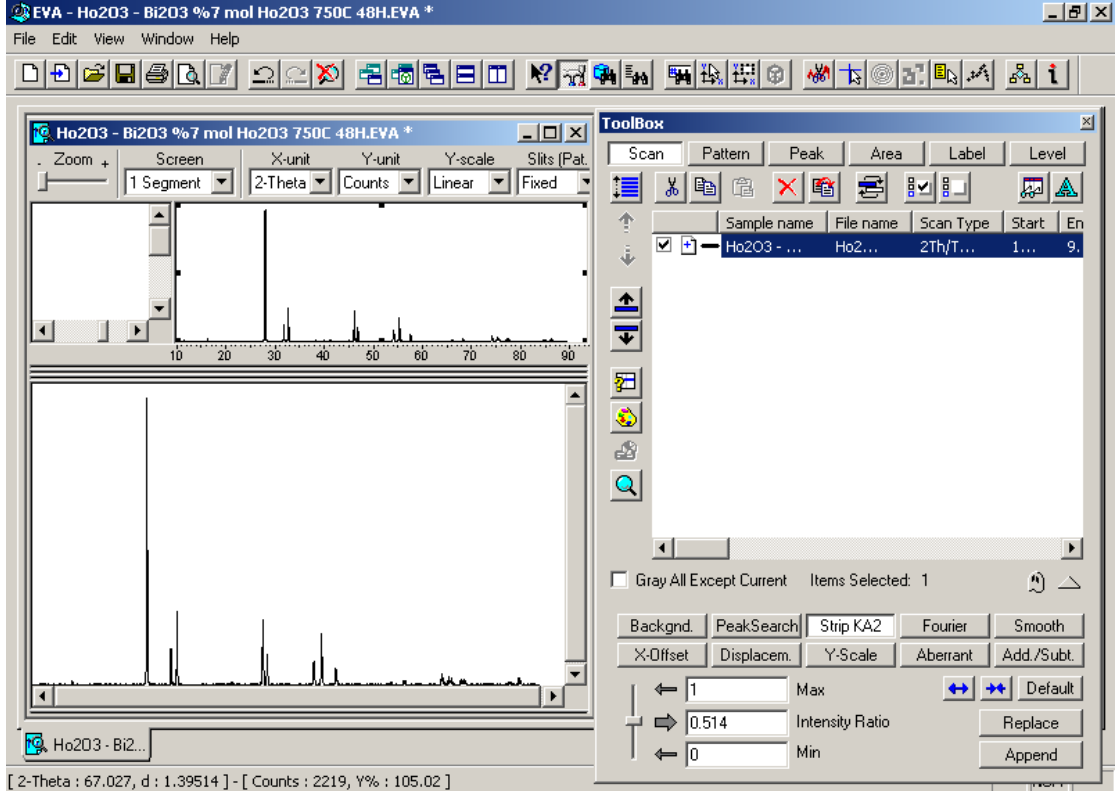 EVA - Ho2O3 - Bi2O3 %7 mol Ho2O3 750C 48H.EVA *
File Edit View Window Help
Ho2O3 - Bi2O3 %7 mol Ho2O3 750C 48H.EVA *
- Zoom + Screen X-unit Y-unit Y-scale Slits (Pat.
1 Segment 2-Theta Counts Linear Fixed
10 20 30 40 50 60 70 80 90
Ho2O3 - Bi2...
ToolBox
Scan Pattern Peak Area Label Level
Sample name File name Scan Type Start En
Ho2O3 - ... Ho2... 2Th/T... 1... 9.
Gray All Except Current Items Selected: 1
Backgnd. PeakSearch Strip KA2 Fourier Smooth
X-Offset Displacem. Y-Scale Aberrant Add./Subt.
1 Max Default
0.514 Intensity Ratio Replace
0 Min Append
[ 2-Theta : 67.027, d : 1.39514 ] - [ Counts : 2219, Y% : 105.02 ]